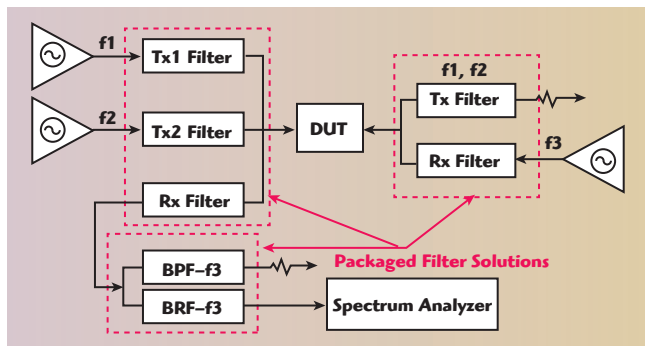 f1
Tx1 Filter
f2
Tx2 Filter
Rx Filter
DUT
f1, f2
Tx Filter
Rx Filter
f3
BPF–f3
BRF–f3
Packaged Filter Solutions
Spectrum Analyzer